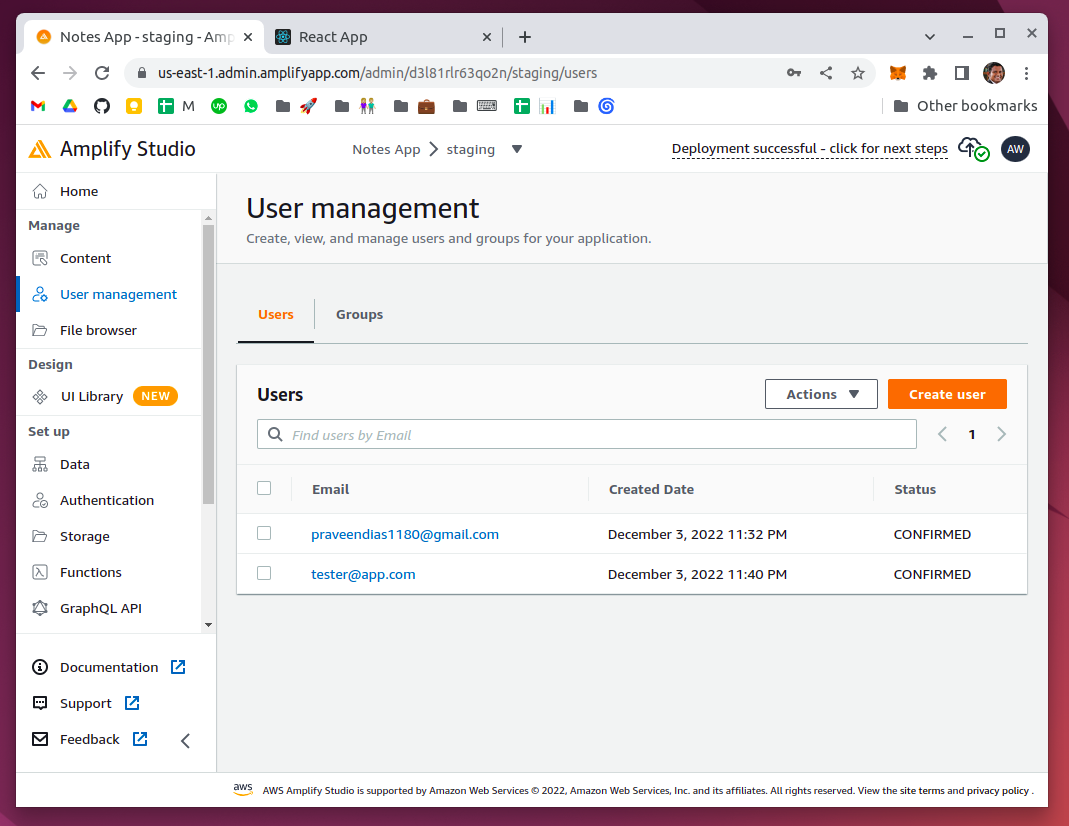 Notes App - staging - Amp
React App
us-east-1.admin.amplifyapp.com/admin/d3l81rlr63qo2n/staging/users
M
up
Other bookmarks
Amplify Studio
Notes App
staging
Deployment successful - click for next steps
AW
Home
Manage
Content
User management
File browser
Design
UI Library
NEW
Set up
Data
Authentication
Storage
Functions
GraphQL API
Documentation
Support
Feedback
User management
Create, view, and manage users and groups for your application.
Users
Groups
Users
Actions
Create user
Find users by Email
1
Email
Created Date
Status
praveendias1180@gmail.com
December 3, 2022 11:32 PM
CONFIRMED
tester@app.com
December 3, 2022 11:40 PM
CONFIRMED
aws
AWS Amplify Studio is supported by Amazon Web Services © 2022, Amazon Web Services, Inc. and its affiliates. All rights reserved. View the site terms and privacy policy .